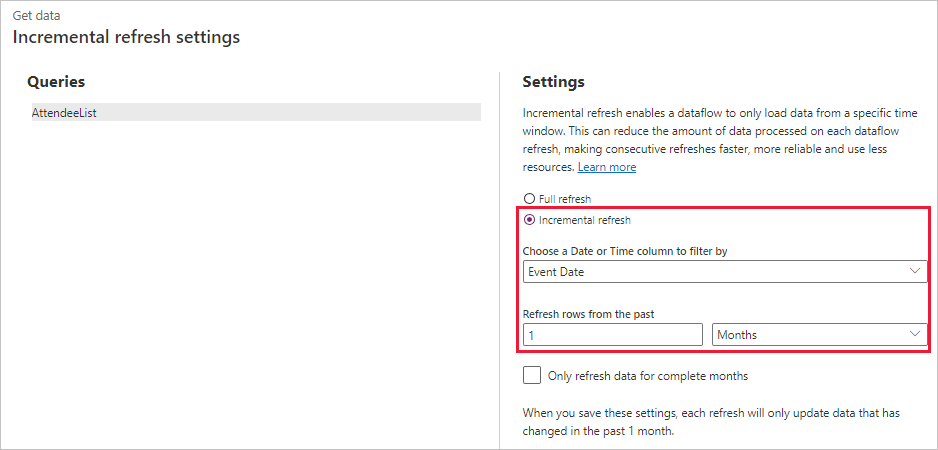 Get data
Incremental refresh settings
Queries
AttendeeList
Settings
Incremental refresh enables a dataflow to only load data from a specific time
window. This can reduce the amount of data processed on each dataflow
refresh, making consecutive refreshes faster, more reliable and use less
resources. Learn more
Full refresh
Incremental refresh
Choose a Date or Time column to filter by
Event Date
Refresh rows from the past
1
Months
Only refresh data for complete months
When you save these settings, each refresh will only update data that has
changed in the past 1 month.